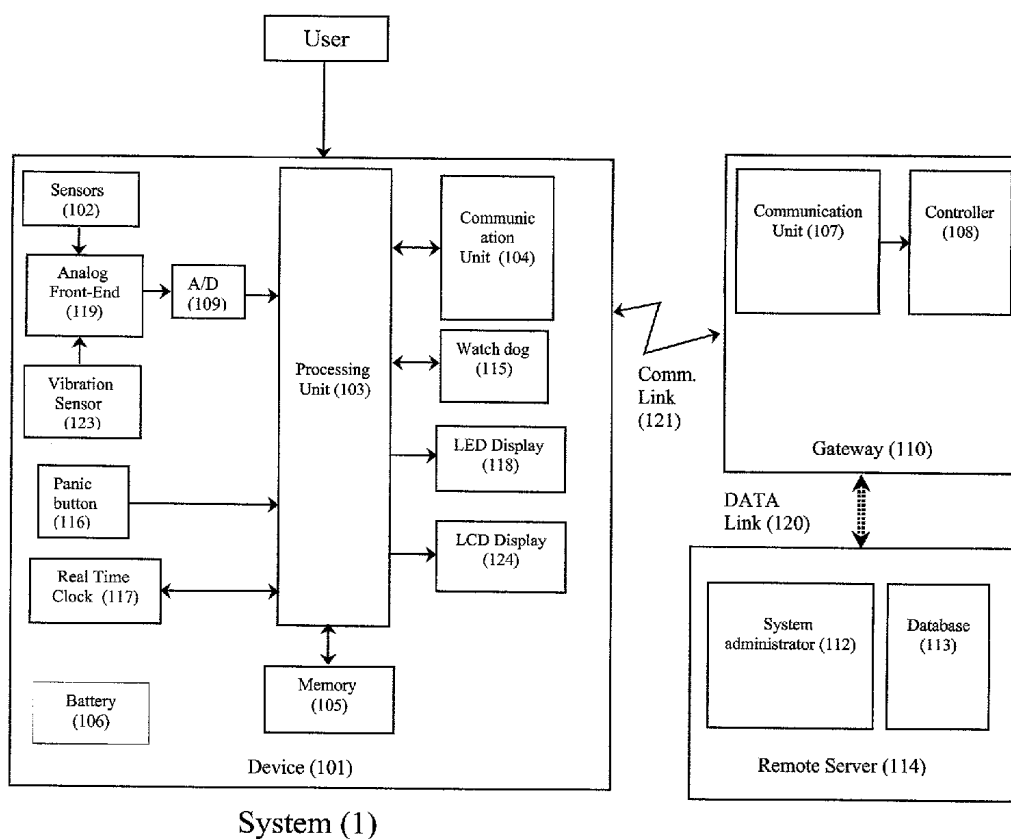 User
Sensors
(102)
Analog
Front-End
(119)
A/D
(109)
Vibration
Sensor
(123)
Panic
button
(116)
Real Time
Clock (117)
Battery
(106)
Processing
Unit (103)
Communic
ation
Unit (104)
Watch dog
(115)
LED Display
(118)
LCD Display
(124)
Memory
(105)
Device (101)
System (1)
Comm.
Link
(121)
Communication
Unit (107)
Controller
(108)
Gateway (110)
DATA
Link (120)
System
administrator (112)
Database
(113)
Remote Server (114)